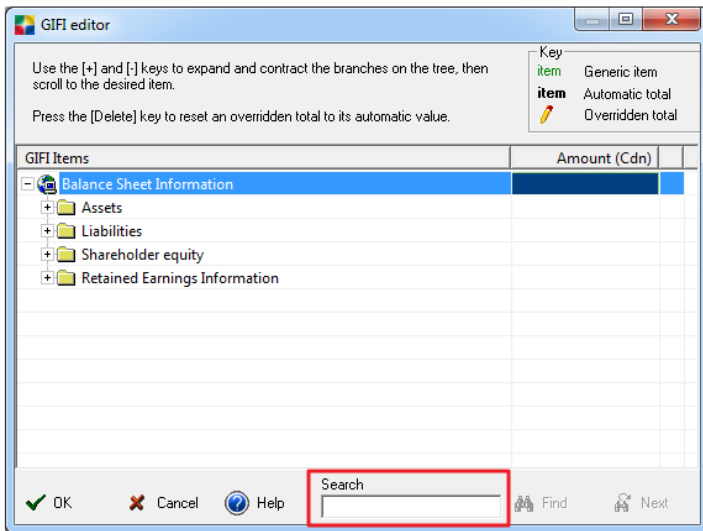 GIFI editor
Use the [+] and [-] keys to expand and contract the branches on the tree, then
scroll to the desired item.
Press the [Delete] key to reset an overridden total to its automatic value.
Key
item Generic item
item Automatic total
Overridden total
GIFI Items Amount (Cdn)
Balance Sheet Information
Assets
Liabilities
Shareholder equity
Retained Earnings Information
Search
OK Cancel Help Find Next